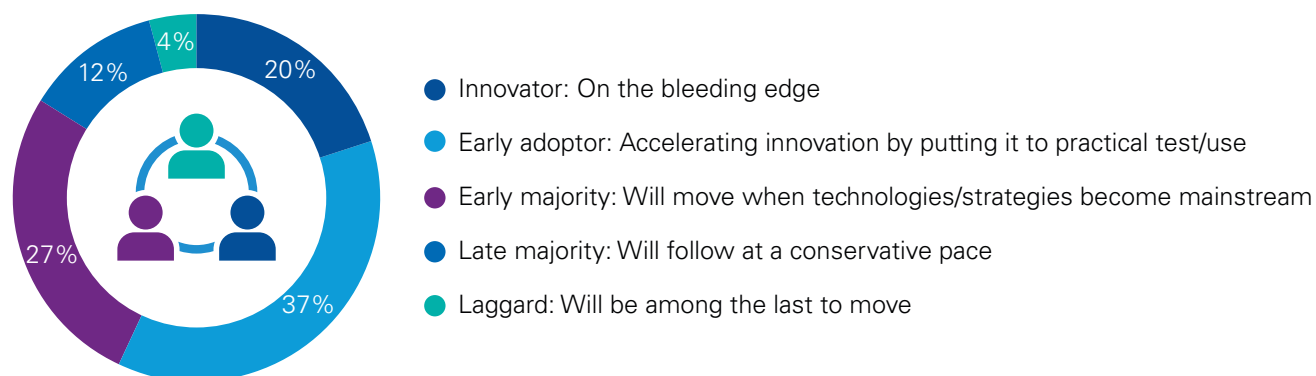 4%
12%
20%
27%
37%
Innovator: On the bleeding edge
Early adoptor: Accelerating innovation by putting it to practical test/use
Early majority: Will move when technologies/strategies become mainstream
Late majority: Will follow at a conservative pace
Laggard: Will be among the last to move